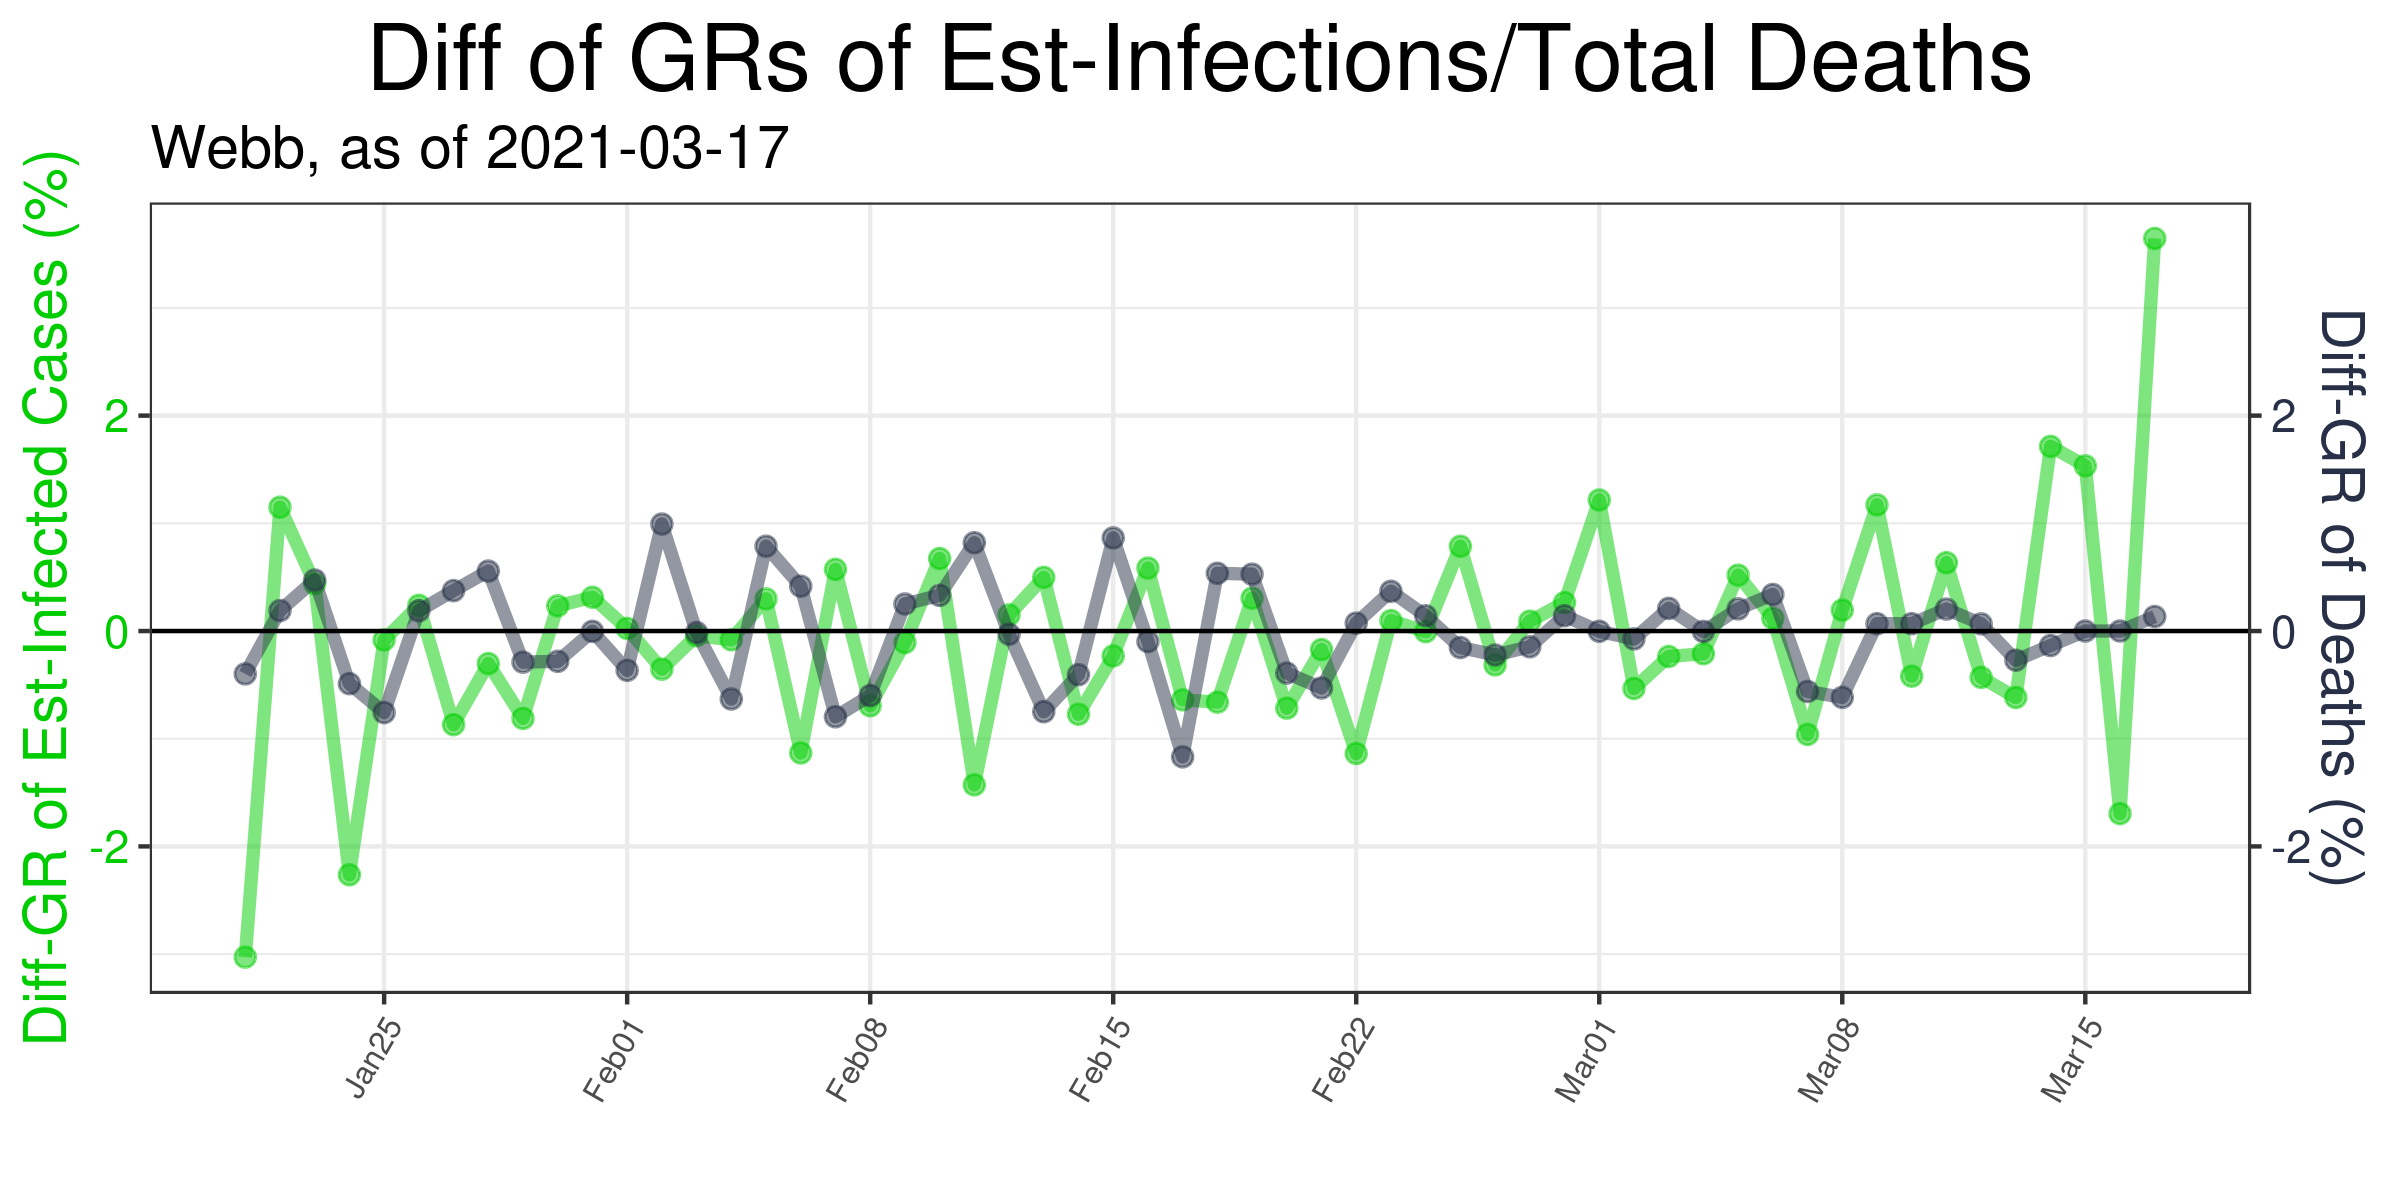 Diff of GRs of Est-Infections/Total Deaths
Webb, as of 2021-03-17
Diff-GR of Est-Infected Cases (%)
2
0
-2
2
0
-2
Diff-GR of Deaths (%)
Jan25
Feb01
Feb08
Feb15
Feb22
Mar01
Mar08
Mar15